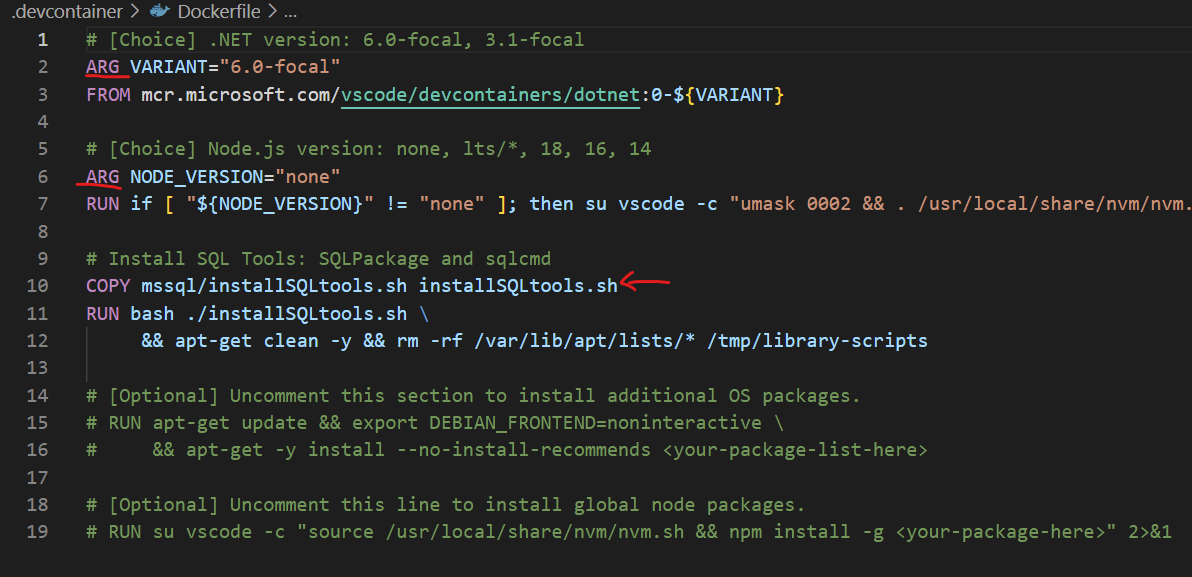 .devcontainer > Dockerfile > ...
1 # [Choice] .NET version: 6.0-focal, 3.1-focal
2 ARG VARIANT="6.0-focal"
3 FROM mcr.microsoft.com/vscode/devcontainers/dotnet:0-${VARIANT}
4
5 # [Choice] Node.js version: none, lts/*, 18, 16, 14
6 ARG NODE_VERSION="none"
7 RUN if [ "${NODE_VERSION}" != "none" ]; then su vscode -c "umask 0002 && . /usr/local/share/nvm/nvm.
8
9 # Install SQL Tools: SQLPackage and sqlcmd
10 COPY mssql/installSQLtools.sh installSQLtools.sh
11 RUN bash ./installSQLtools.sh \
12 && apt-get clean -y && rm -rf /var/lib/apt/lists/* /tmp/library-scripts
13
14 # [Optional] Uncomment this section to install additional OS packages.
15 # RUN apt-get update && export DEBIAN_FRONTEND=noninteractive \
16 # && apt-get -y install --no-install-recommends <your-package-list-here>
17
18 # [Optional] Uncomment this line to install global node packages.
19 # RUN su vscode -c "source /usr/local/share/nvm/nvm.sh && npm install -g <your-package-here>" 2>&1